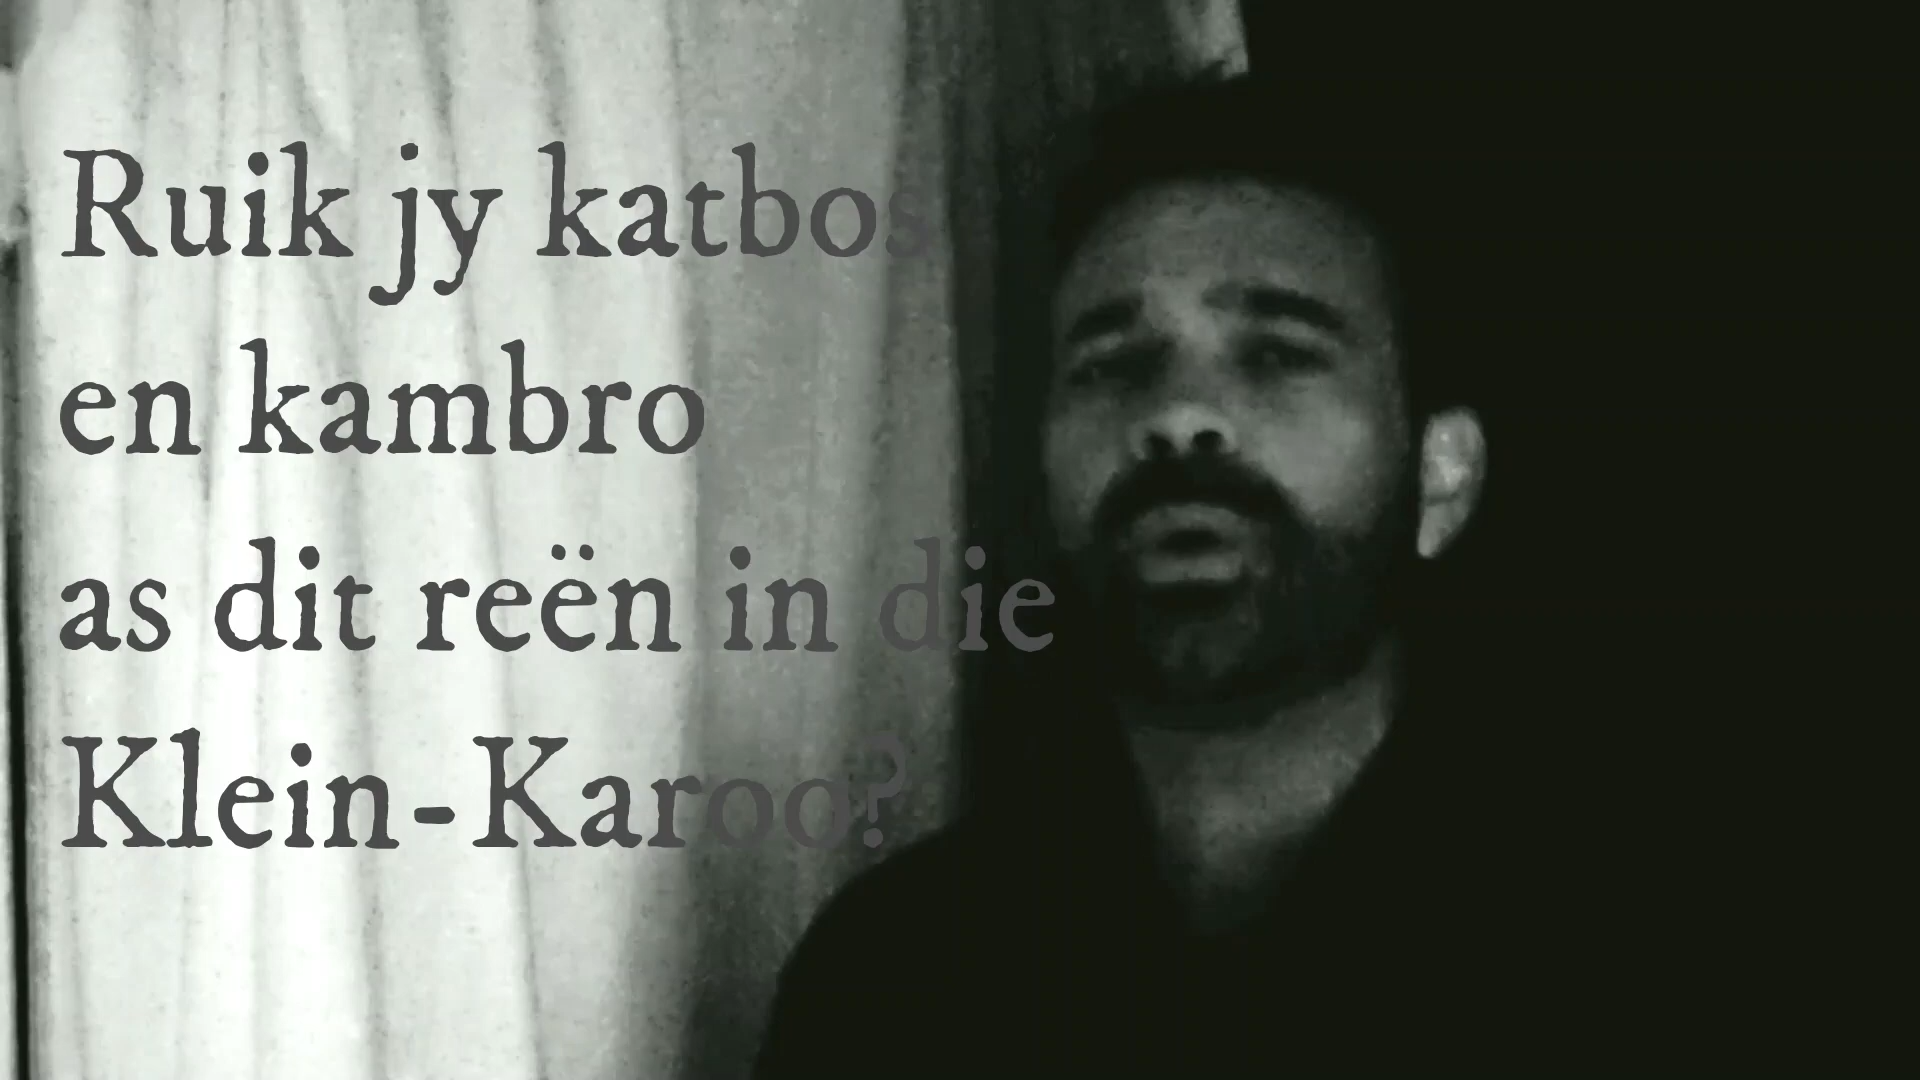 Ruik jy katbos
en kambro
as dit reën in die
Klein-Karoo?